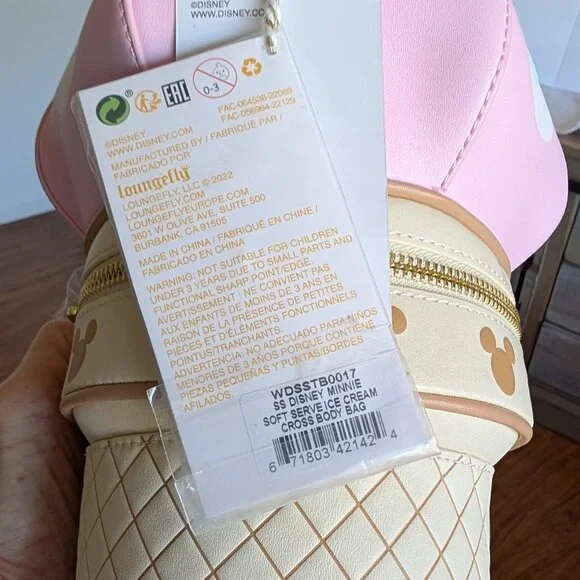 ©DISNEY
WWW.DISNEY.CO
EAC
0-3
FAC-064538-22069
FAC-056964-22129
©DISNEY
WWW.DISNEY.COM
MANUFACTURED BY / FABRIQUÉ PAR /
FABRICADO POR
loungefly
LOUNGEFLY, LLC © 2022
LOUNGEFLY.COM
LOUNGEFLYEUROPE.COM
3601 W OLIVE AVE, SUITE 500
BURBANK, CA 91505
MADE IN CHINA / FABRIQUÉ EN CHINE /
FABRICADO EN CHINA
WARNING: NOT SUITABLE FOR CHILDREN
UNDER 3 YEARS DUE TO SMALL PARTS AND
FUNCTIONAL SHARP POINT/EDGE.
AVERTISSEMENT : NE CONVIENT PAS
AUX ENFANTS DE MOINS DE 3 ANS EN
RAISON DE LA PRÉSENCE DE PETITES
PIÈCES ET D'ÉLÉMENTS FONCTIONNELS
POINTUS/TRANCHANTS.
ADVERTENCIA: NO ADECUADO PARA NIÑOS
MENORES DE 3 AÑOS PORQUE CONTIENE
PIEZAS PEQUEÑAS Y PUNTAS/BORDES
AFILADOS.
WDSSTB0017
SS DISNEY MINNIE
SOFT SERVE ICE CREAM
CROSS BODY BAG
6 71803 42142 4